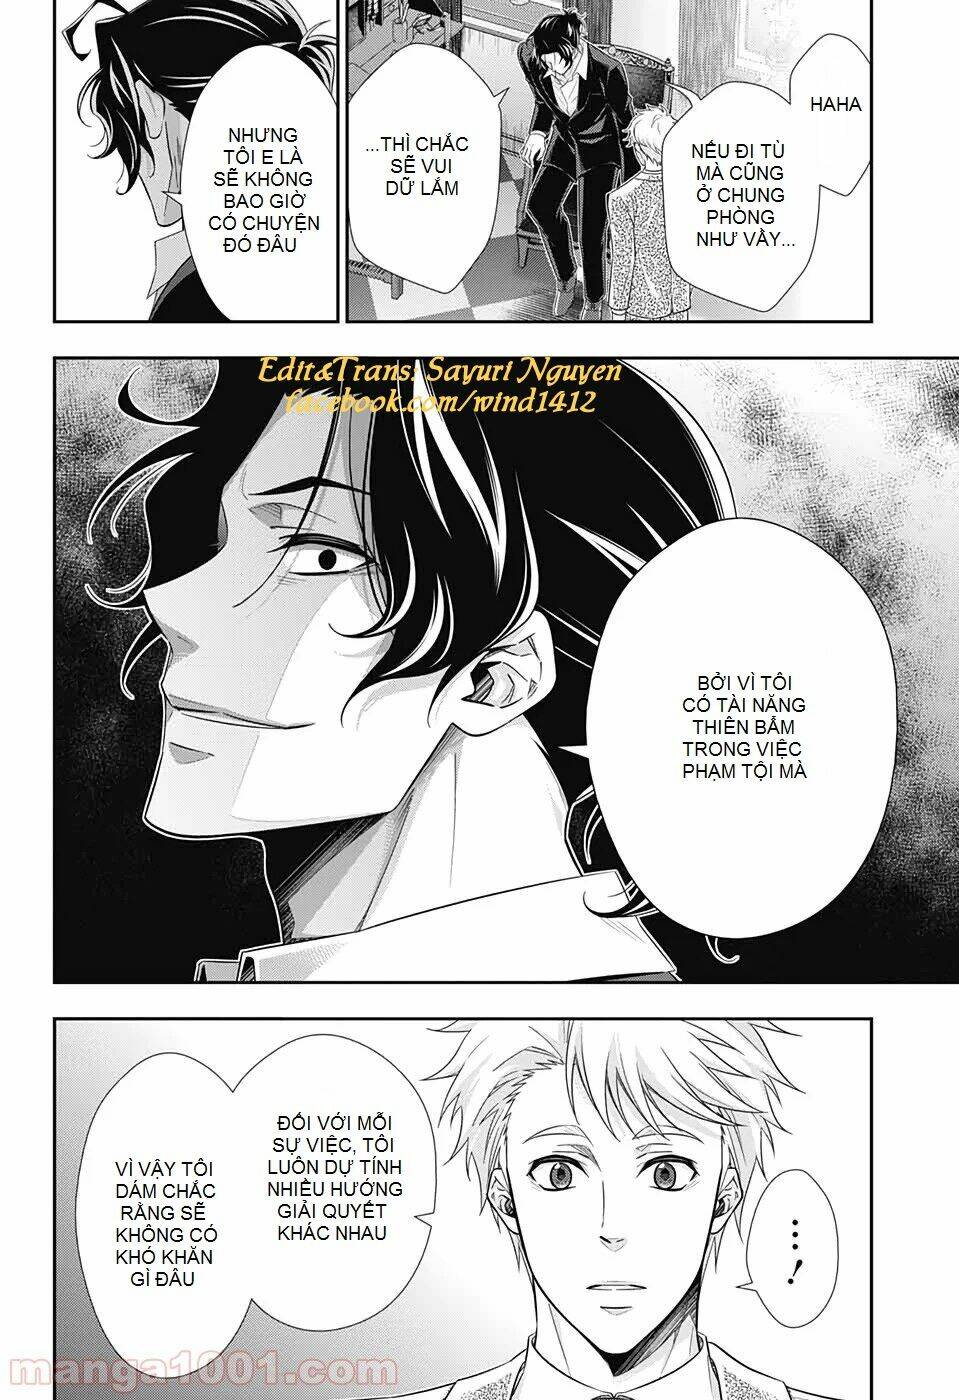 HAHA
NẾU ĐI TÙ
MÀ CŨNG
Ở CHUNG
PHÒNG
NHƯ VẦY...
...THÌ CHẮC
SẼ VUI
DỮ LẮM
NHƯNG
TÔI E LÀ
SẼ KHÔNG
BAO GIỜ
CÓ CHUYỆN
ĐÓ ĐÂU
Edit&Trans: Sayuri Nguyen
facebook.com/wind1412
BỞI VÌ TÔI
CÓ TÀI NĂNG
THIÊN BẨM
TRONG VIỆC
PHẠM TỘI MÀ
...!
ĐỐI VỚI MỖI
SỰ VIỆC, TÔI
LUÔN DỰ TÍNH
NHIỀU HƯỚNG
GIẢI QUYẾT
KHÁC NHAU
VÌ VẬY TÔI
DÁM CHẮC
RẰNG SẼ
KHÔNG CÓ
KHÓ KHĂN
GÌ ĐÂU
manga1001.com